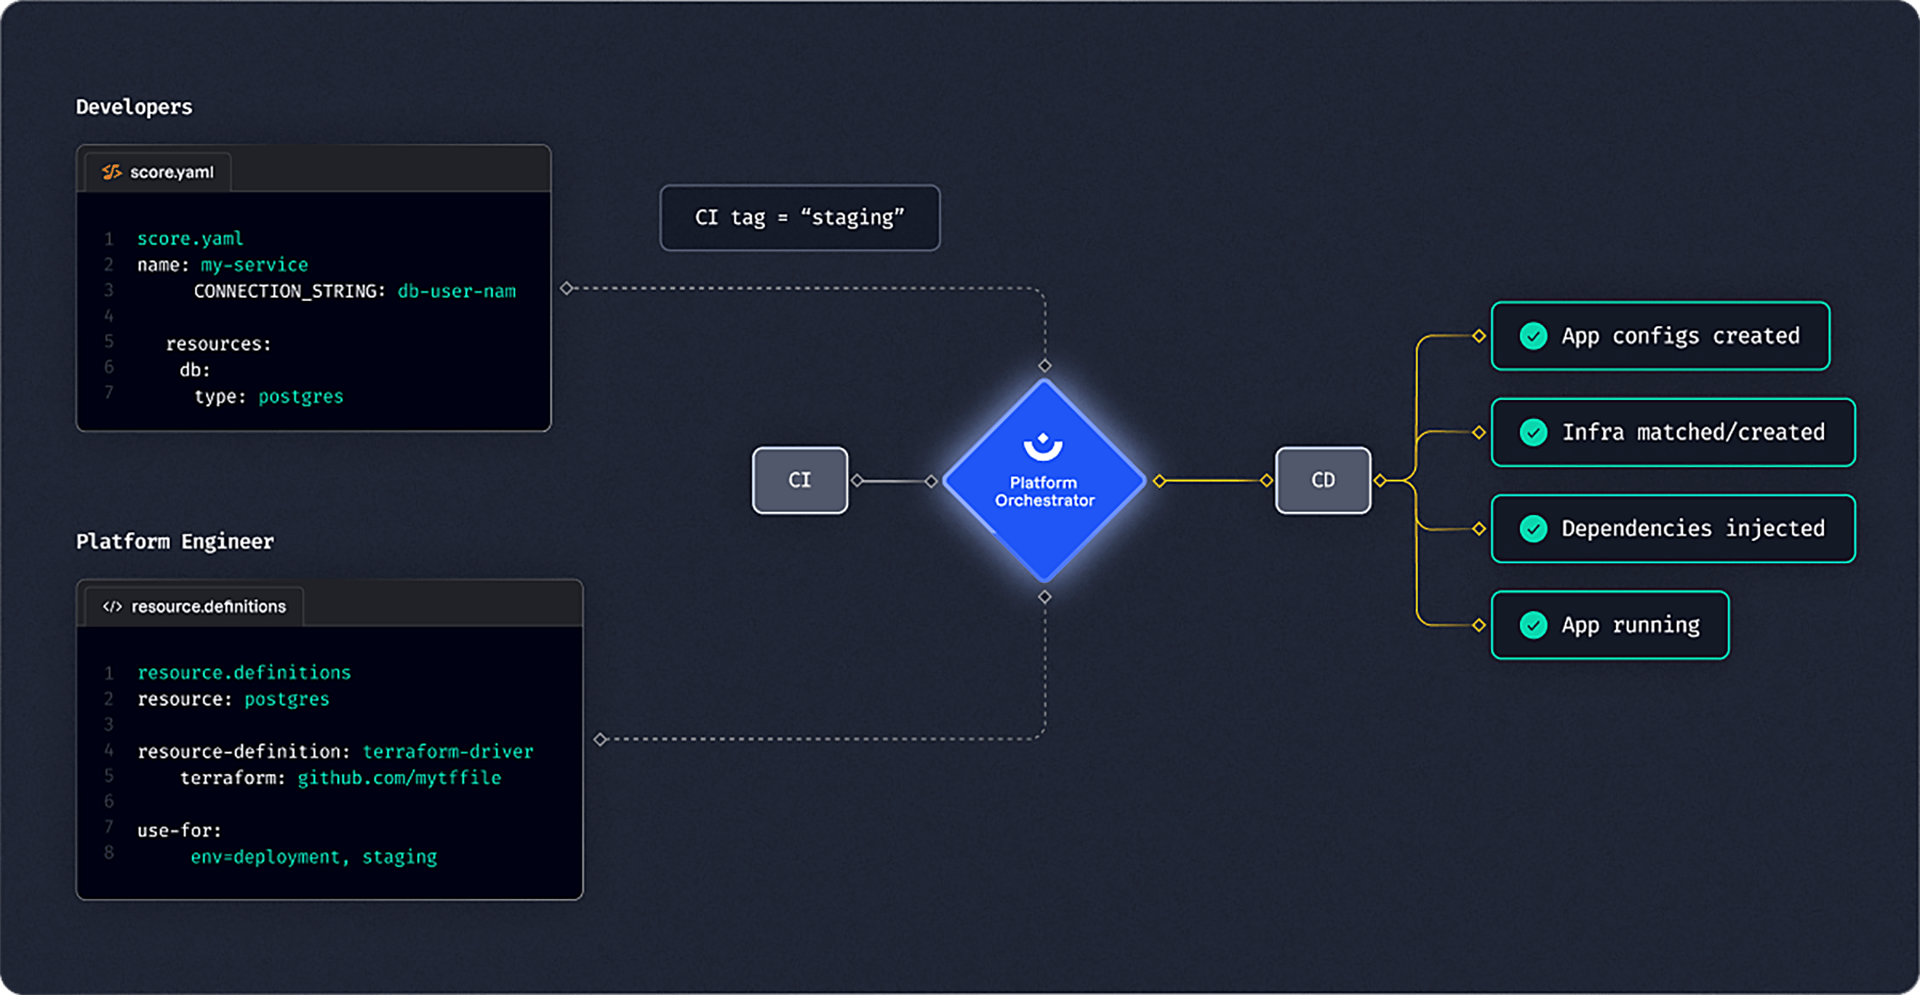 Developers
score.yaml
1 score.yaml
2 name: my-service
3 CONNECTION_STRING: db-user-nam
4
5 resources:
6 db:
7 type: postgres
CI tag = “staging”
CI
Platform
Orchestrator
CD
App configs created
Infra matched/created
Dependencies injected
App running
Platform Engineer
</> resource.definitions
1 resource.definitions
2 resource: postgres
3
4 resource-definition: terraform-driver
5 terraform: github.com/mytffile
6
7 use-for:
8 env=deployment, staging